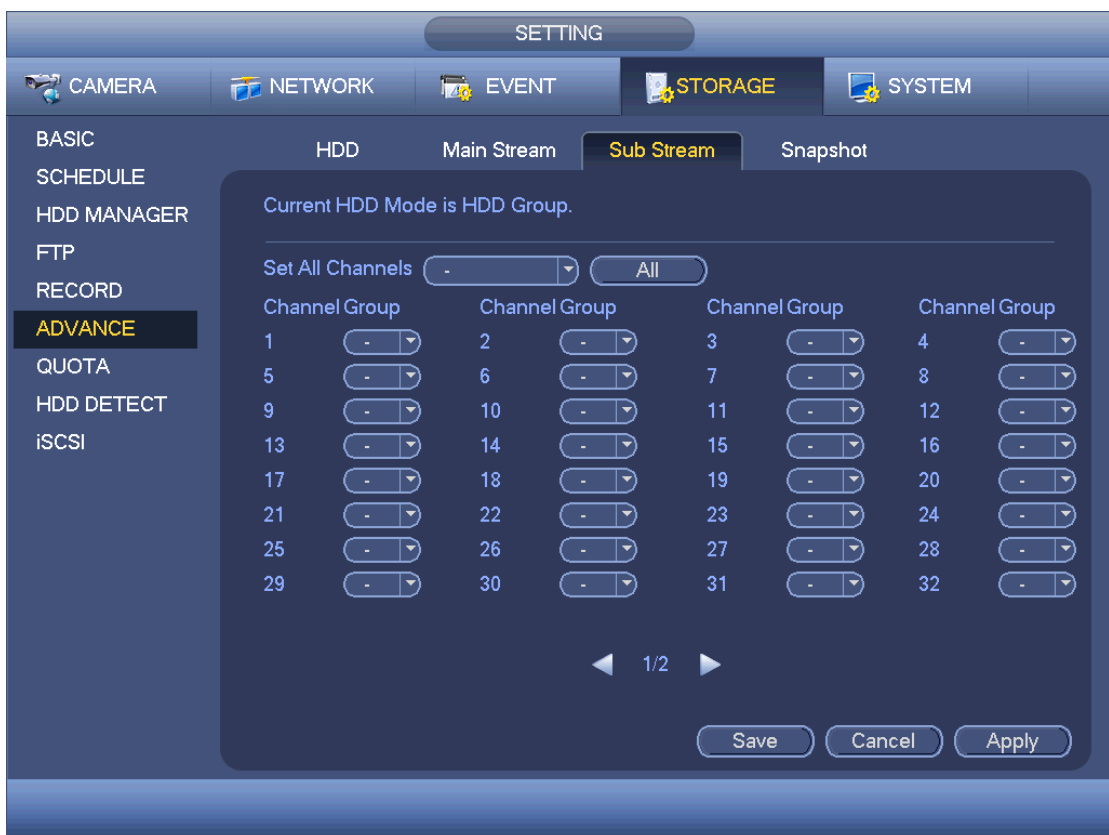 SETTING
CAMERA NETWORK EVENT STORAGE SYSTEM
BASIC
SCHEDULE
HDD MANAGER
FTP
RECORD
ADVANCE
QUOTA
HDD DETECT
iSCSI
HDD Main Stream Sub Stream Snapshot
Current HDD Mode is HDD Group.
Set All Channels - All
Channel Group Channel Group Channel Group Channel Group
1 - 2 - 3 - 4 -
5 - 6 - 7 - 8 -
9 - 10 - 11 - 12 -
13 - 14 - 15 - 16 -
17 - 18 - 19 - 20 -
21 - 22 - 23 - 24 -
25 - 26 - 27 - 28 -
29 - 30 - 31 - 32 -
1/2
Save Cancel Apply